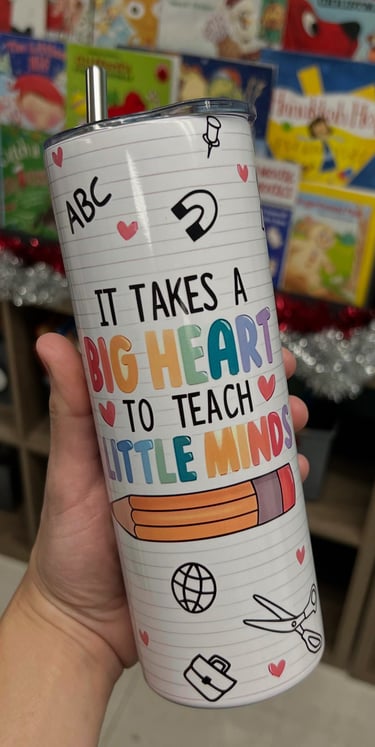 ABC
IT TAKES A
BIG HEART
TO TEACH
LITTLE MINDS